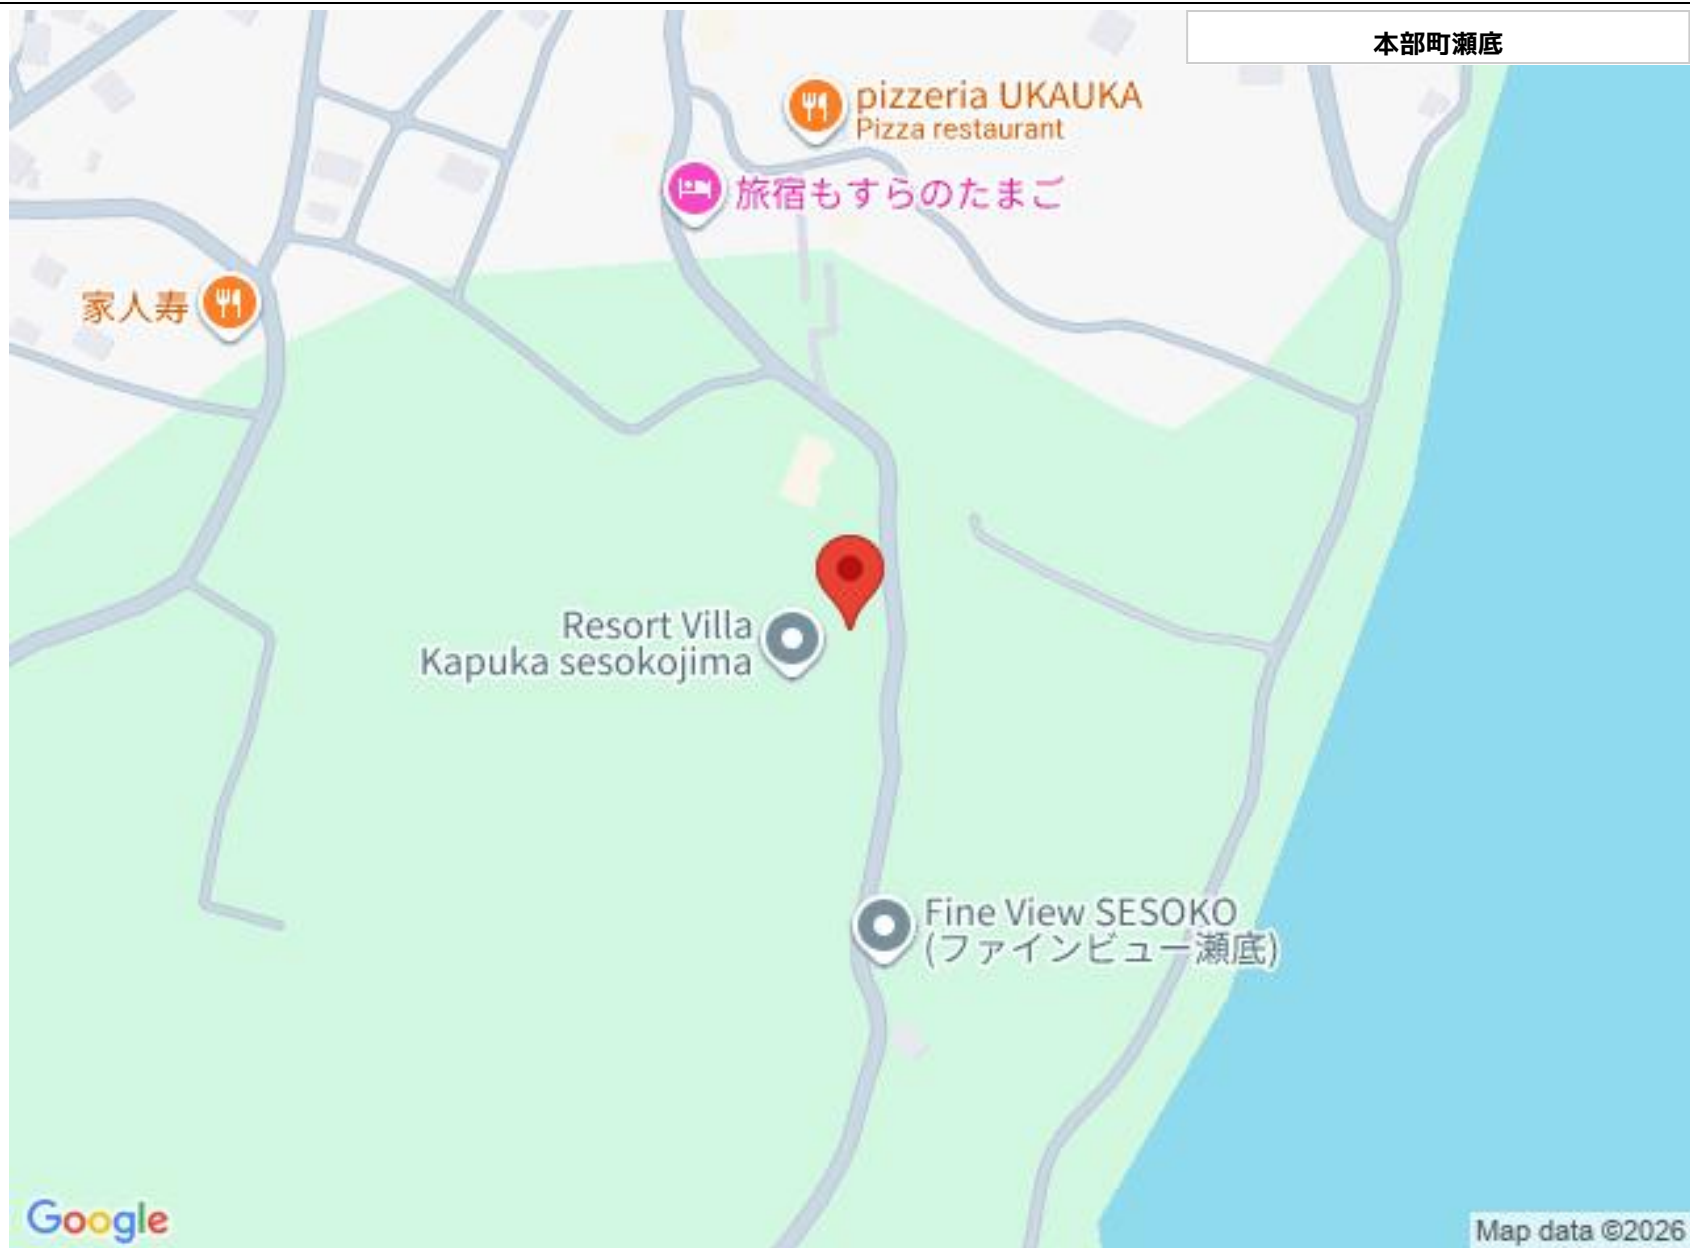 本部町瀬底
pizzeria UKAUKA
Pizza restaurant
旅宿もすらのたまご
家人寿
Resort Villa
Kapuka sesokojima
Fine View SESOKO
(ファインビュー瀬底)
Google
Map data ©2026